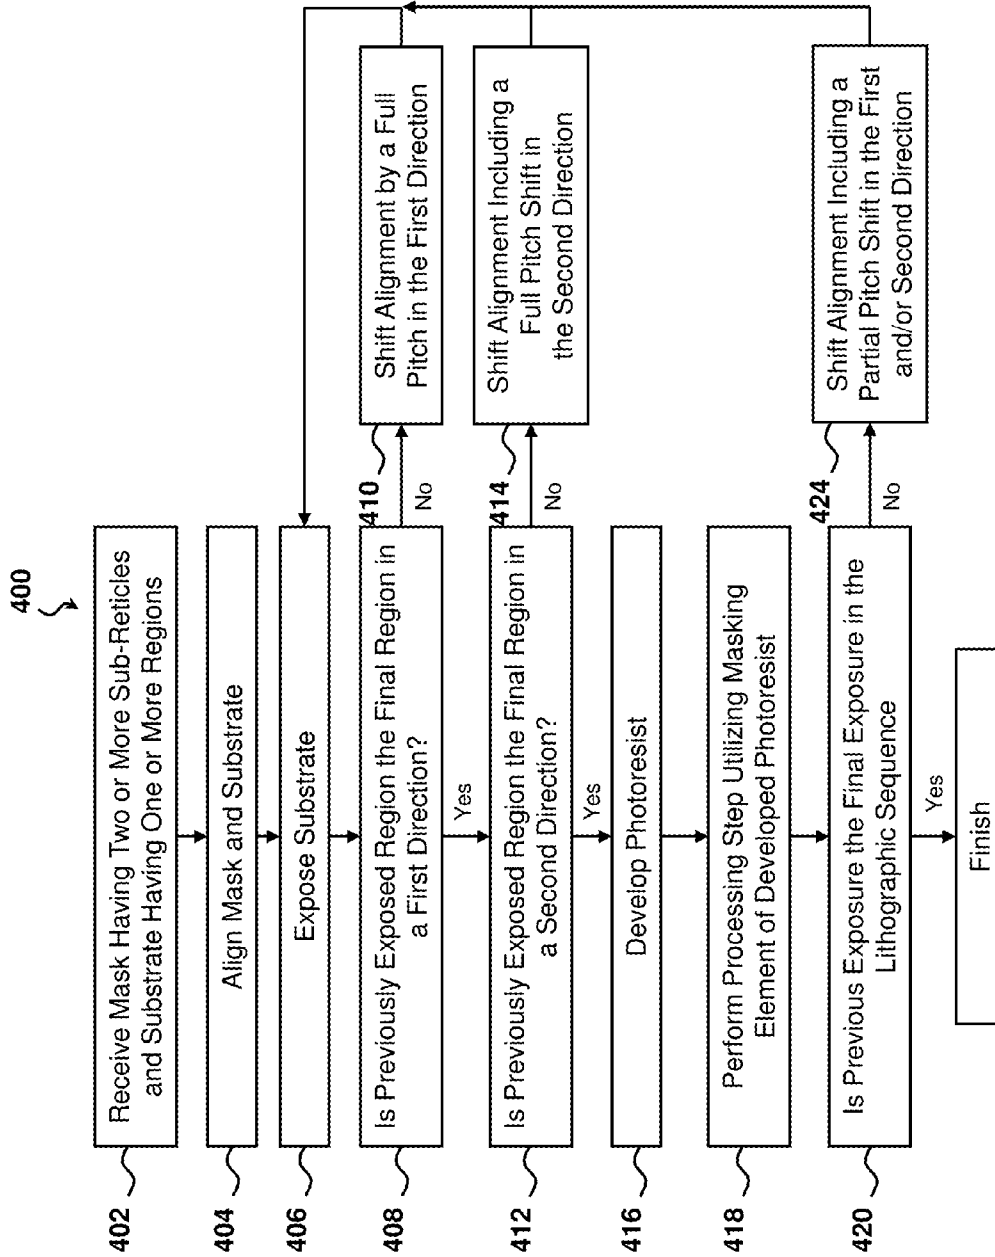 400
402
Receive Mask Having Two or More Sub-Reticles
and Substrate Having One or More Regions
404
Align Mask and Substrate
406
Expose Substrate
408
Is Previously Exposed Region the Final Region in
a First Direction?
No
410
Shift Alignment by a Full
Pitch in the First Direction
Yes
412
Is Previously Exposed Region the Final Region in
a Second Direction?
No
414
Shift Alignment Including a
Full Pitch Shift in
the Second Direction
Yes
416
Develop Photoresist
418
Perform Processing Step Utilizing Masking
Element of Developed Photoresist
420
Is Previous Exposure the Final Exposure in the
Lithographic Sequence
No
424
Shift Alignment Including a
Partial Pitch Shift in the First
and/or Second Direction
Yes
Finish